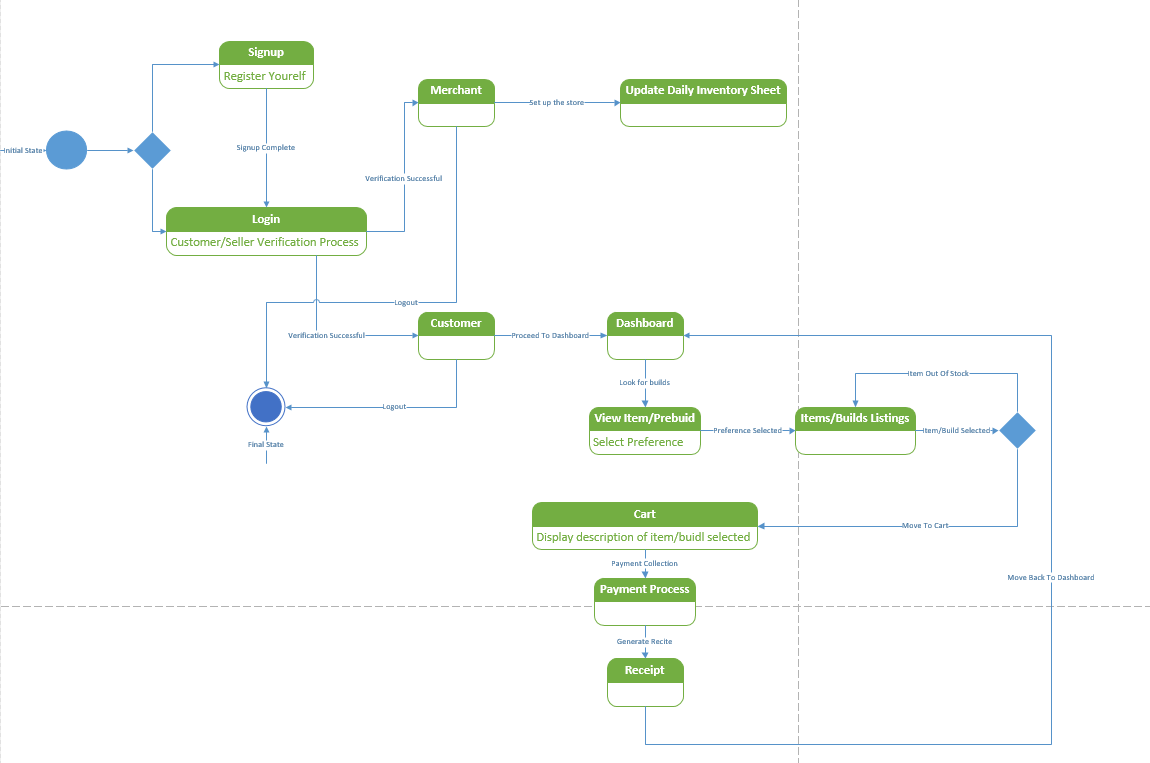 Signup
Register Yourelf
Merchant
Update Daily Inventory Sheet
Set up the store
Initial State
Signup Complete
Verification Successful
Login
Customer/Seller Verification Process
Logout
Customer
Dashboard
Verification Successful
Proceed To Dashboard
Item Out Of Stock
Look for builds
Logout
View Item/Prebuid
Select Preference
Preference Selected
Items/Builds Listings
Item/Build Selected
Final State
Cart
Display description of item/buidl selected
Move To Cart
Payment Collection
Move Back To Dashboard
Payment Process
Generate Recite
Receipt